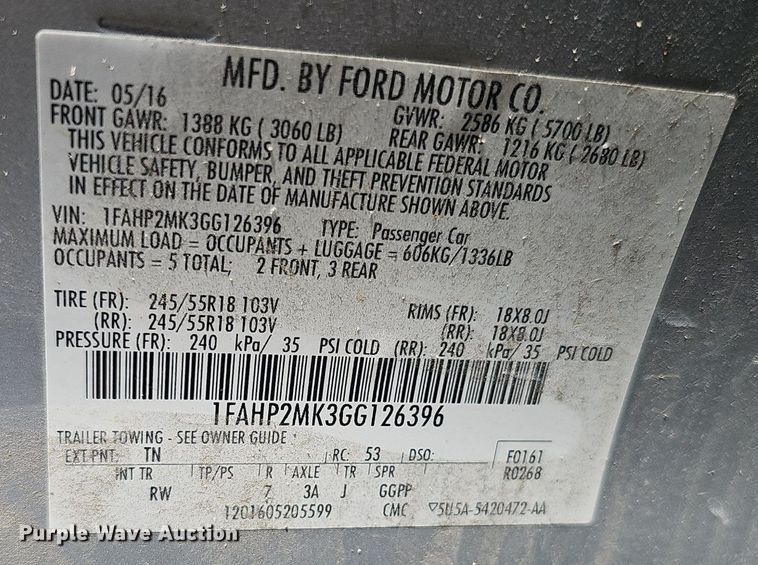 MFD. BY FORD MOTOR CO.
DATE: 05/16 GVWR: 2586 KG ( 5700 LB)
FRONT GAWR: 1388 KG ( 3060 LB) REAR GAWR: 1216 KG ( 2680 LB)
THIS VEHICLE CONFORMS TO ALL APPLICABLE FEDERAL MOTOR
VEHICLE SAFETY, BUMPER, AND THEFT PREVENTION STANDARDS
IN EFFECT ON THE DATE OF MANUFACTURE SHOWN ABOVE.
VIN: 1FAHP2MK3GG126396 TYPE: Passenger Car
MAXIMUM LOAD = OCCUPANTS + LUGGAGE = 606KG/1336LB
OCCUPANTS = 5 TOTAL; 2 FRONT, 3 REAR
TIRE (FR): 245/55R18 103V RIMS (FR): 18X8.0J
(RR): 245/55R18 103V (RR): 18X8.0J
PRESSURE (FR): 240 kPa/ 35 PSI COLD (RR): 240 kPa/ 35 PSI COLD
1FAHP2MK3GG126396
TRAILER TOWING - SEE OWNER GUIDE
EXT PNT: TN RC: 53 DSO: F0161
R0268
INT TR TP/PS R AXLE TR SPR
RW 7 3A J GGPP
1201605205599 CMC ▽5U5A-5420472-AA
Purple Wave Auction